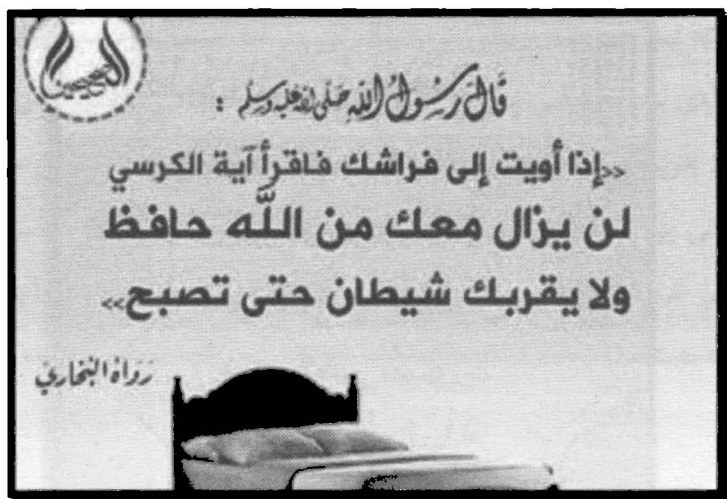 الصحيحين
قال رسول الله صلى الله عليه وسلم :
«إذا أويت إلى فراشك فاقرأ آية الكرسي
لن يزال معك من الله حافظ
ولا يقربك شيطان حتى تصبح»
رواه البخاري